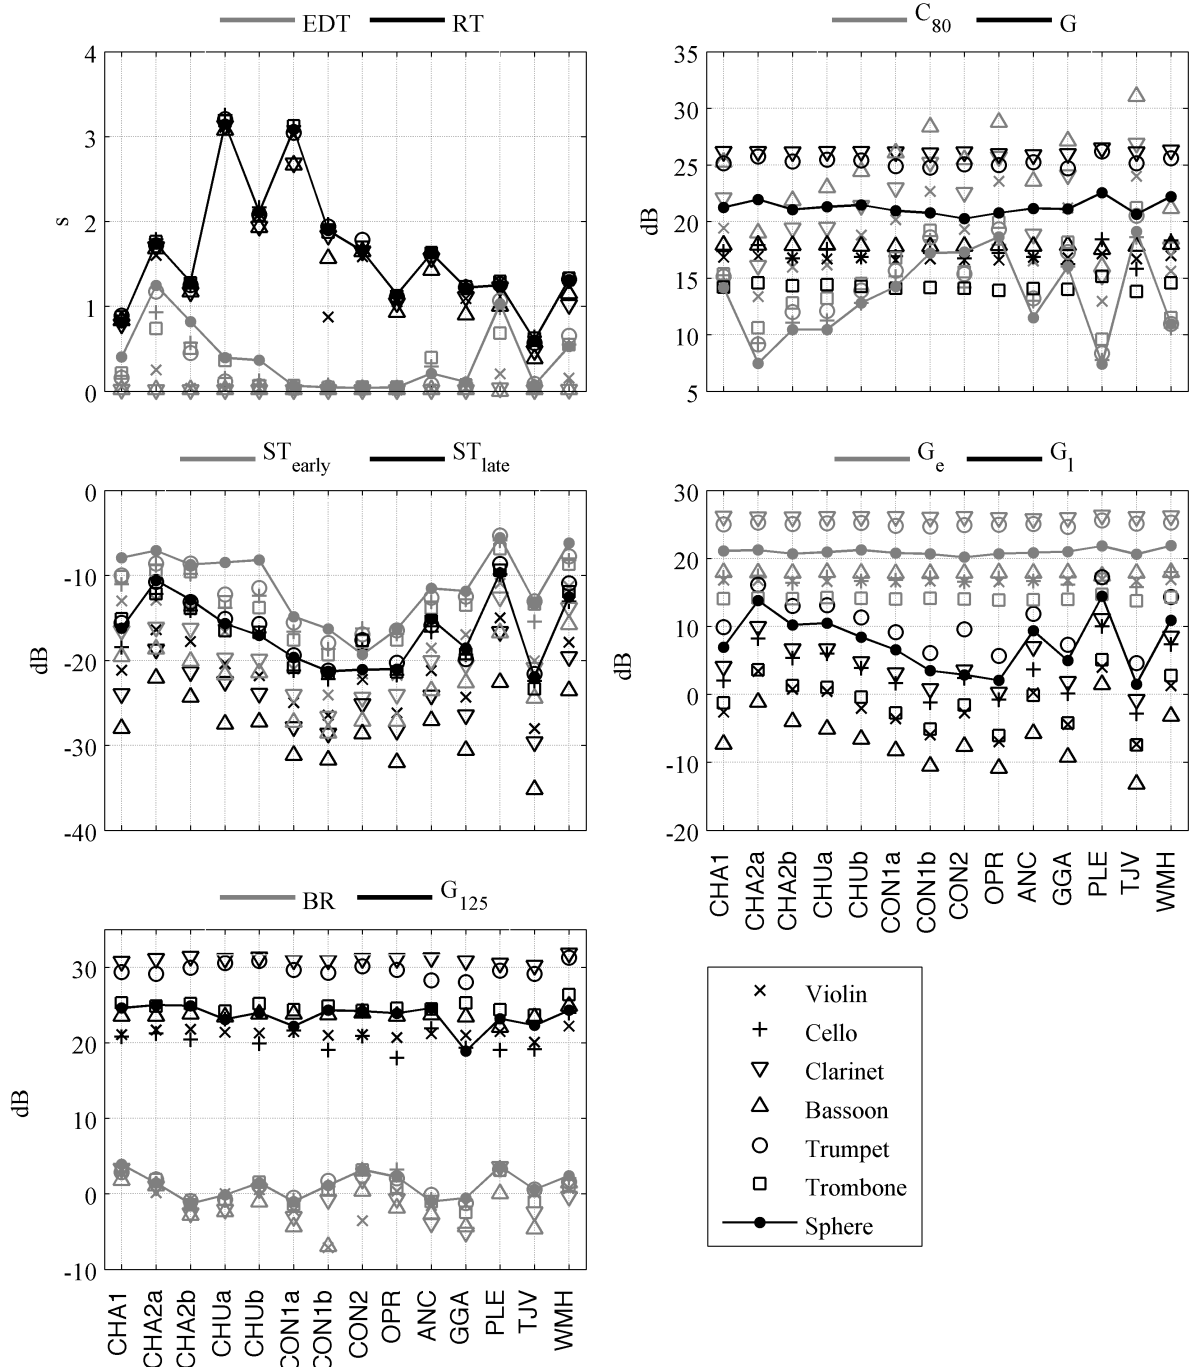 EDT RT
4
3
2
1
0
s
C80 G
35
30
25
20
15
10
5
dB
STearly STlate
0
-10
-20
-30
-40
dB
Ge Gl
30
20
10
0
-10
-20
dB
CHA1 CHA2a CHA2b CHUa CHUb CON1a CON1b CON2 OPR ANC GGA PLE TJV WMH
BR G125
30
20
10
0
-10
dB
CHA1 CHA2a CHA2b CHUa CHUb CON1a CON1b CON2 OPR ANC GGA PLE TJV WMH
Violin
Cello
Clarinet
Bassoon
Trumpet
Trombone
Sphere